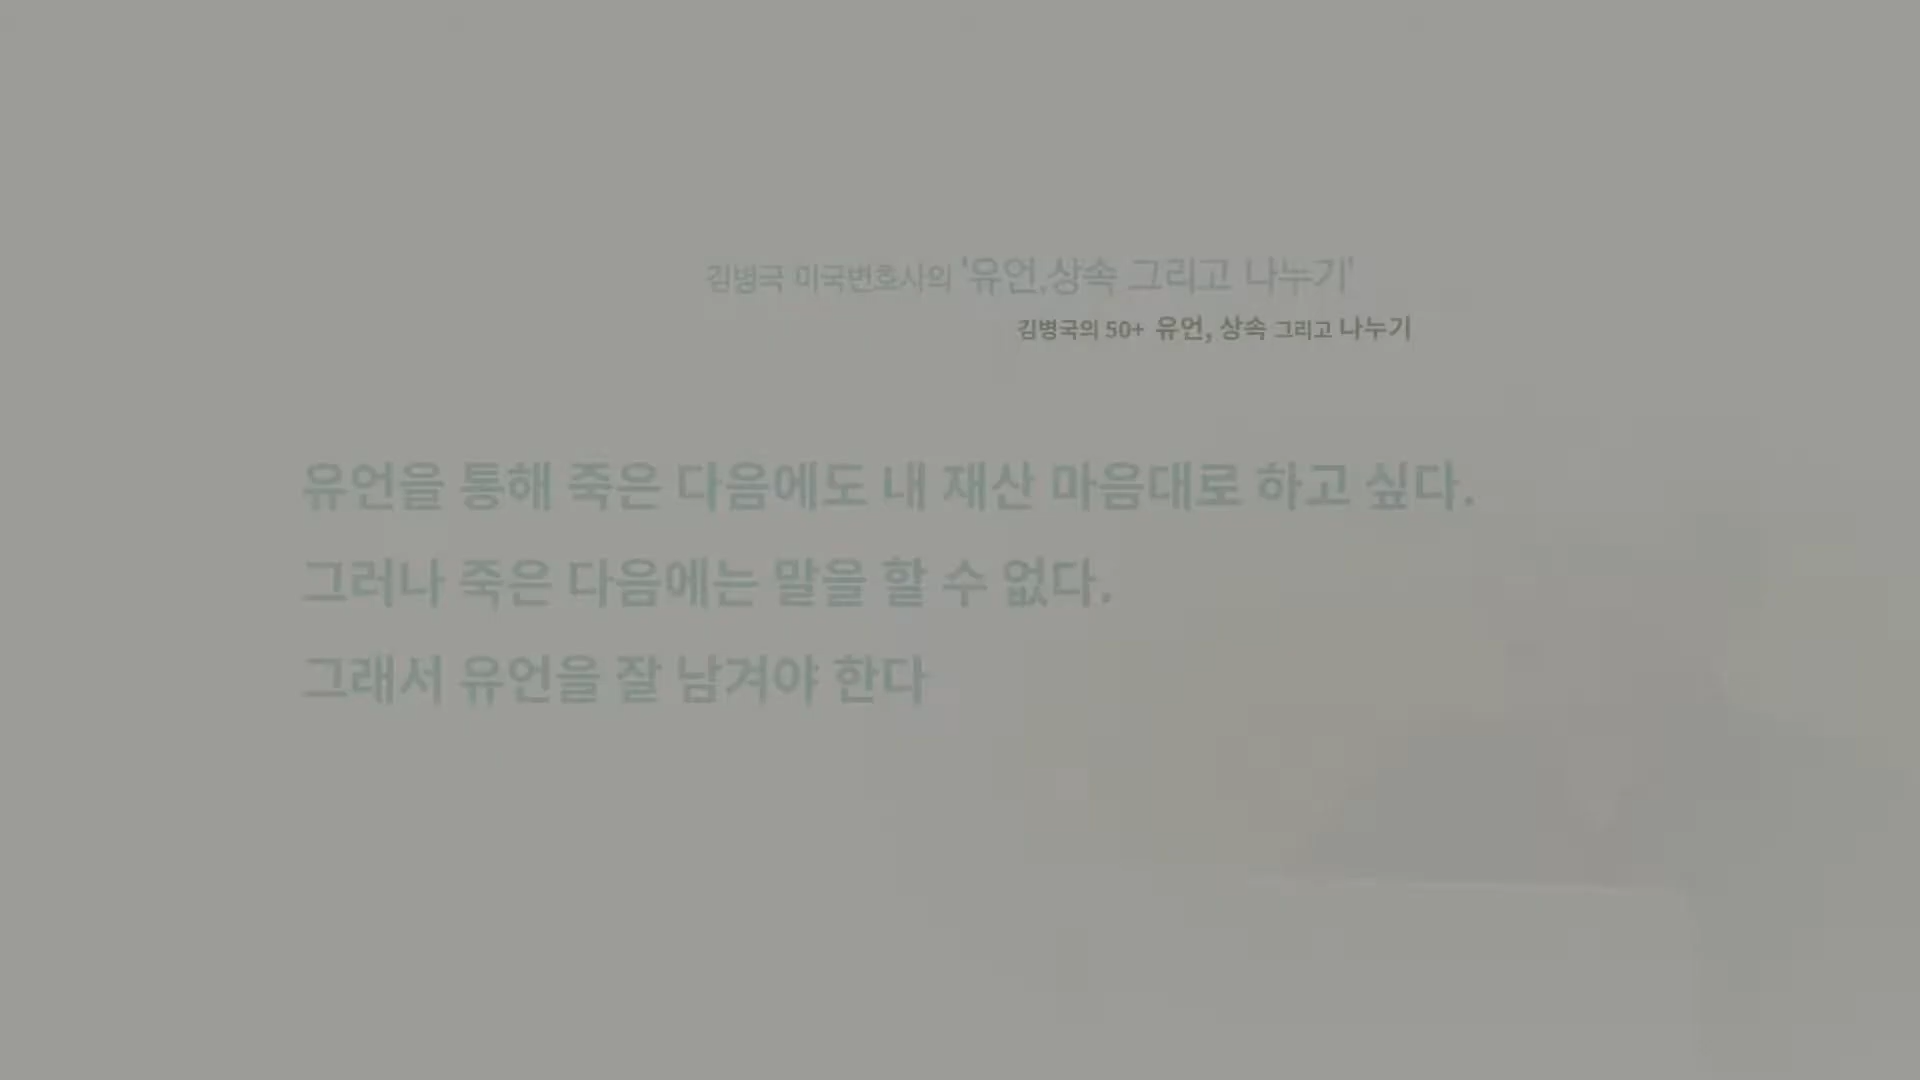 김병국 미국변호사의 '유언,상속 그리고 나누기'
김병국의 50+ 유언, 상속 그리고 나누기
유언을 통해 죽은 다음에도 내 재산 마음대로 하고 싶다.
그러나 죽은 다음에는 말을 할 수 없다.
그래서 유언을 잘 남겨야 한다